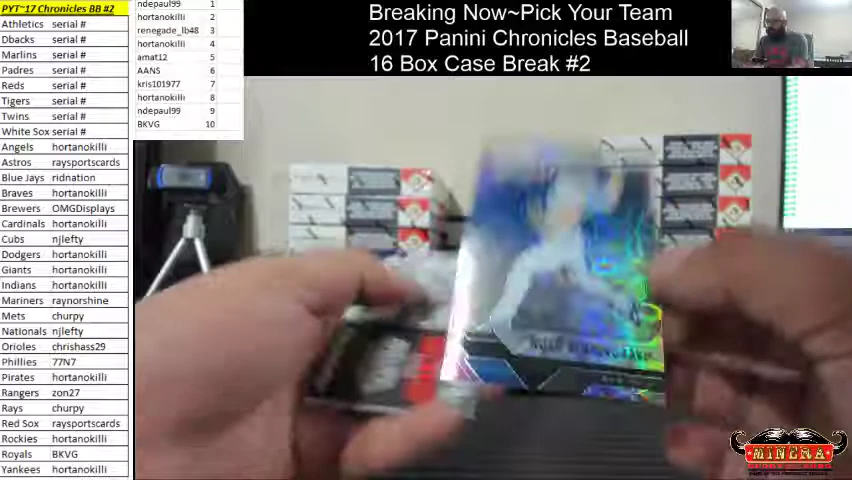 PYT~17 Chronicles BB #2
Athletics serial #
Dbacks serial #
Marlins serial #
Padres serial #
Reds serial #
Tigers serial #
Twins serial #
White Sox serial #
Angels hortanokilli
Astros raysportscards
Blue Jays ridnation
Braves hortanokilli
Brewers OMGDisplays
Cardinals hortanokilli
Cubs njlefty
Dodgers hortanokilli
Giants hortanokilli
Indians hortanokilli
Mariners raynorshine
Mets churpy
Nationals njlefty
Orioles chrishass29
Phillies 77N7
Pirates hortanokilli
Rangers zon27
Rays churpy
Red Sox raysportscards
Rockies hortanokilli
Royals BKVG
Yankees hortanokilli
ndepaul99 1
hortanokilli 2
renegade_lb48 3
hortanokilli 4
amat12 5
AANS 6
kris101977 7
hortanokilli 8
ndepaul99 9
BKVG 10
Breaking Now~Pick Your Team
2017 Panini Chronicles Baseball
16 Box Case Break #2
MINERA